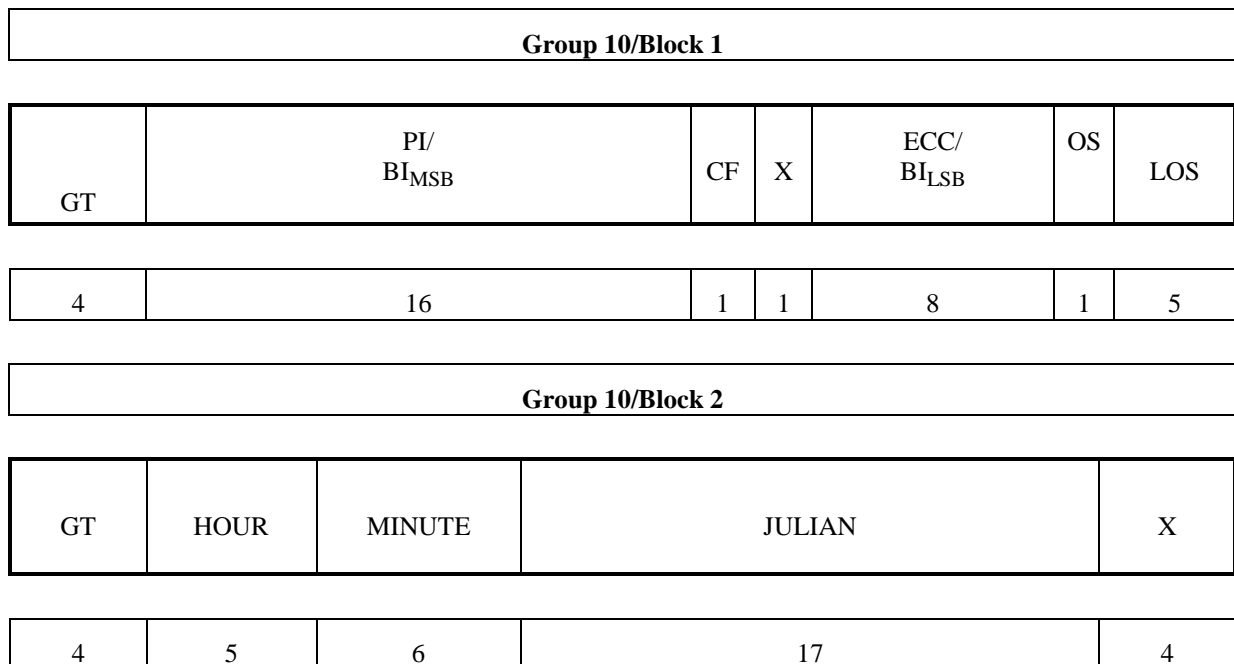 Group 10/Block 1
GT PI/ CF X ECC/ OS LOS
BIMSB BILSB
4 16 1 1 8 1 5
Group 10/Block 2
GT HOUR MINUTE JULIAN X
4 5 6 17 4